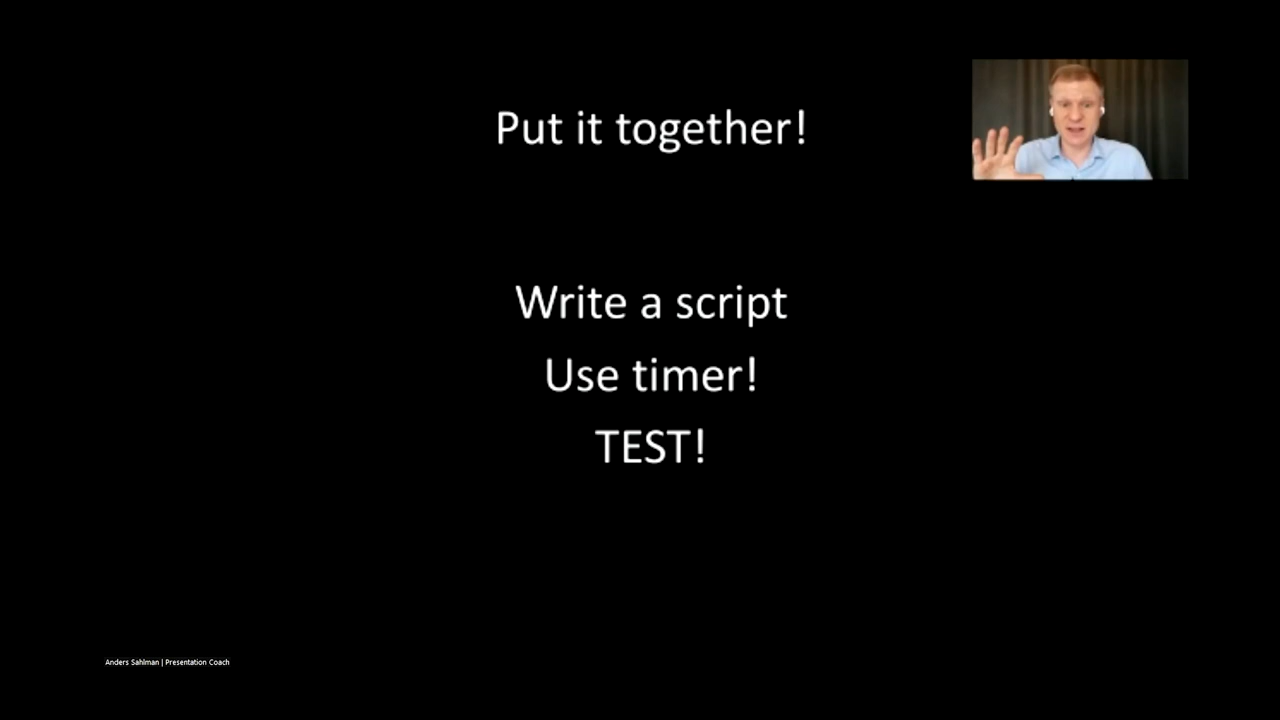 Put it together!
Write a script
Use timer!
TEST!
Anders Sahlman | Presentation Coach